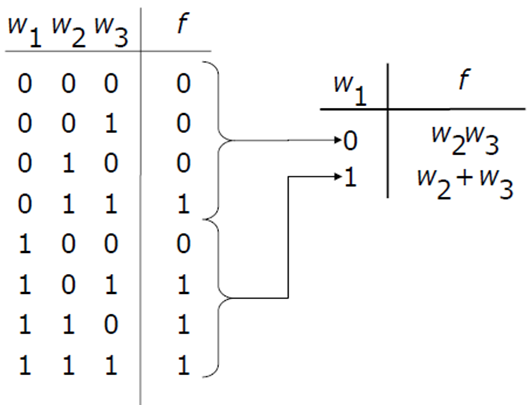 w1 w2 w3 f
0 0 0 0
0 0 1 0
0 1 0 0
0 1 1 1
1 0 0 0
1 0 1 1
1 1 0 1
1 1 1 1
w1 f
0 w2w3
1 w2+w3